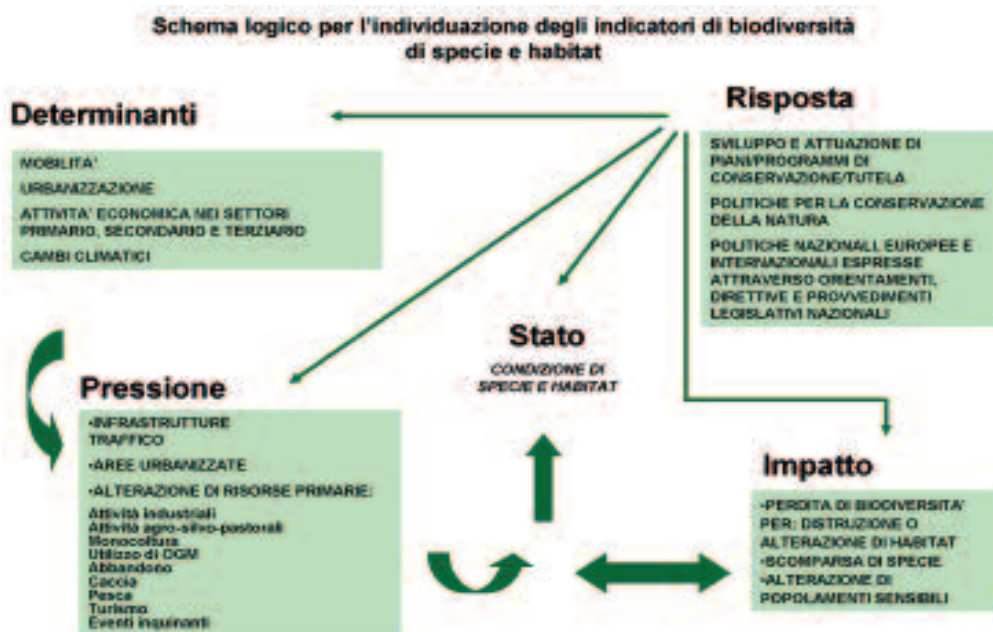 Schema logico per l'individuazione degli indicatori di biodiversità
di specie e habitat
Determinanti
MOBILITA'
URBANIZZAZIONE
ATTIVITA' ECONOMICA NEI SETTORI
PRIMARIO, SECONDARIO E TERZIARIO
CAMBI CLIMATICI
Risposta
SVILUPPO E ATTUAZIONE DI
PIANI/PROGRAMMI DI
CONSERVAZIONE/TUTELA
POLITICHE PER LA CONSERVAZIONE
DELLA NATURA
POLITICHE NAZIONALI, EUROPEE E
INTERNAZIONALI ESPRESSE
ATTRAVERSO ORIENTAMENTI,
DIRETTIVE E PROVVEDIMENTI
LEGISLATIVI NAZIONALI
Stato
CONDIZIONE DI
SPECIE E HABITAT
Pressione
•INFRASTRUTTURE
TRAFFICO
•AREE URBANIZZATE
•ALTERAZIONE DI RISORSE PRIMARIE:
Attività industriali
Attività agro-silvo-pastorali
Monocoltura
Utilizzo di OGM
Abbandono
Caccia
Pesca
Turismo
Eventi inquinanti
Impatto
•PERDITA DI BIODIVERSITA'
PER: DISTRUZIONE O
ALTERAZIONE DI HABITAT
•SCOMPARSA DI SPECIE
•ALTERAZIONE DI
POPOLAMENTI SENSIBILI